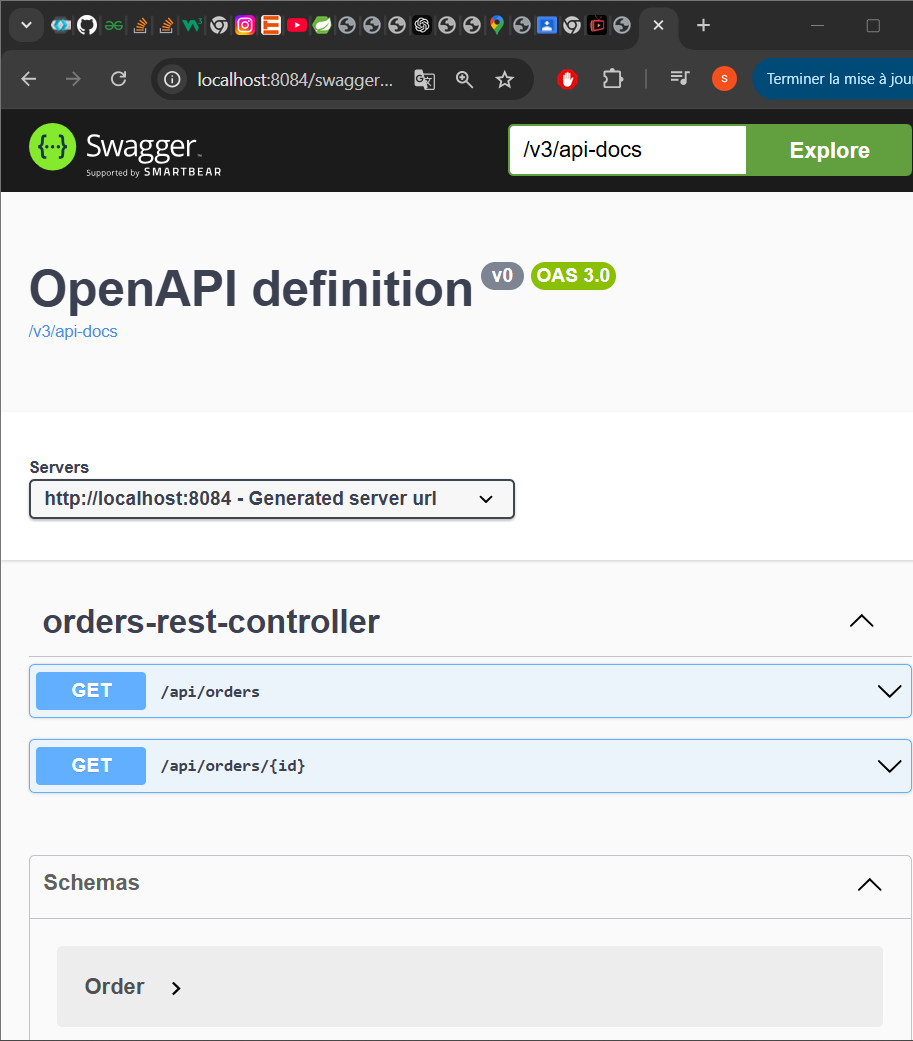 localhost:8084/swagger...
S
Terminer la mise à jou
{··}
Swagger™
Supported by SMARTBEAR
/v3/api-docs
Explore
OpenAPI definition
v0
OAS 3.0
/v3/api-docs
Servers
http://localhost:8084 - Generated server url
orders-rest-controller
GET /api/orders
GET /api/orders/{id}
Schemas
Order